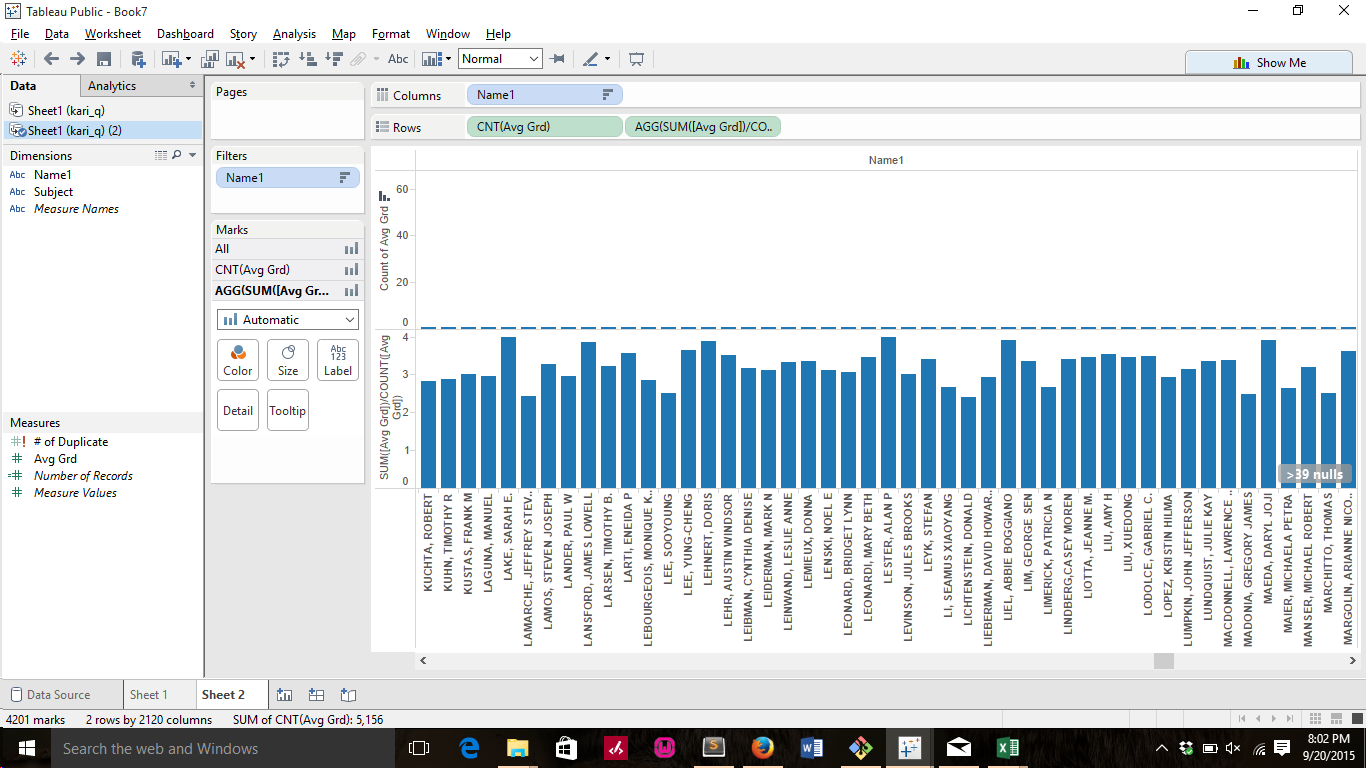 Tableau Public - Book7
File Data Worksheet Dashboard Story Analysis Map Format Window Help
Abc Normal Show Me
Data Analytics
Sheet1 (kari_q)
Sheet1 (kari_q) (2)
Dimensions
Abc Name1
Abc Subject
Abc Measure Names
Measures
# of Duplicate
Avg Grd
Number of Records
Measure Values
Pages
Filters
Name1
Marks
All
CNT(Avg Grd)
AGG(SUM([Avg Gr...
Automatic
Color Size Abc 123 Label
Detail Tooltip
Columns Name1
Rows CNT(Avg Grd) AGG(SUM([Avg Grd])/CO..
Name1
Count of Avg Grd
60
40
20
0
SUM([Avg Grd])/COUNT([Avg Grd])
4
3
2
1
0
>39 nulls
KUCHTA, ROBERT
KUHN, TIMOTHY R
KUSTAS, FRANK M
LAGUNA, MANUEL
LAKE, SARAH E.
LAMARCHE, JEFFREY STEV..
LAMOS, STEVEN JOSEPH
LANDER, PAUL W
LANSFORD, JAMES LOWELL
LARSEN, TIMOTHY B.
LARTI, ENEIDA P
LEBOURGEOIS, MONIQUE K..
LEE, SOOYOUNG
LEE, YUNG-CHENG
LEHNERT, DORIS
LEHR, AUSTIN WINDSOR
LEIBMAN, CYNTHIA DENISE
LEIDERMAN, MARK N
LEINWAND, LESLIE ANNE
LEMIEUX, DONNA
LENSKI, NOEL E
LEONARD, BRIDGET LYNN
LEONARDI, MARY BETH
LESTER, ALAN P
LEVINSON, JULES BROOKS
LEYK, STEFAN
LI, SEAMUS XIAOYANG
LICHTENSTEIN, DONALD
LIEBERMAN, DAVID HOWAR..
LIEL, ABBIE BOGGIANO
LIM, GEORGE SEN
LIMERICK, PATRICIA N
LINDBERG,CASEY MOREN
LIOTTA, JEANNE M.
LIU, AMY H
LIU, XUEDONG
LODOLCE, GABRIEL C.
LOPEZ, KRISTIN HILMA
LUMPKIN, JOHN JEFFERSON
LUNDQUIST, JULIE KAY
MACDONNELL, LAWRENCE ..
MADONIA, GREGORY JAMES
MAEDA, DARYL JOJI
MAIER, MICHAELA PETRA
MANSER, MICHAEL ROBERT
MARCHITTO, THOMAS
MARGOLIN, ARIANNE NICO..
Data Source Sheet 1 Sheet 2
4201 marks 2 rows by 2120 columns SUM of CNT(Avg Grd): 5,156
Search the web and Windows
8:02 PM
9/20/2015